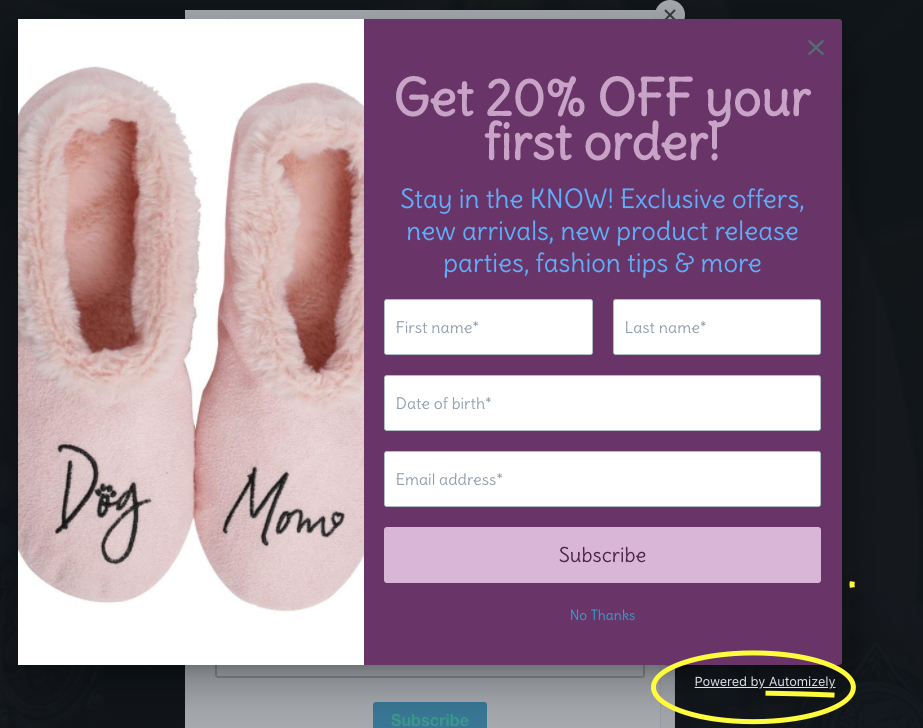 Get 20% OFF your
first order!
Stay in the KNOW! Exclusive offers,
new arrivals, new product release
parties, fashion tips & more
First name*
Last name*
Date of birth*
Email address*
Dog Mom
Subscribe
No Thanks
Powered by Automizely
Subscribe